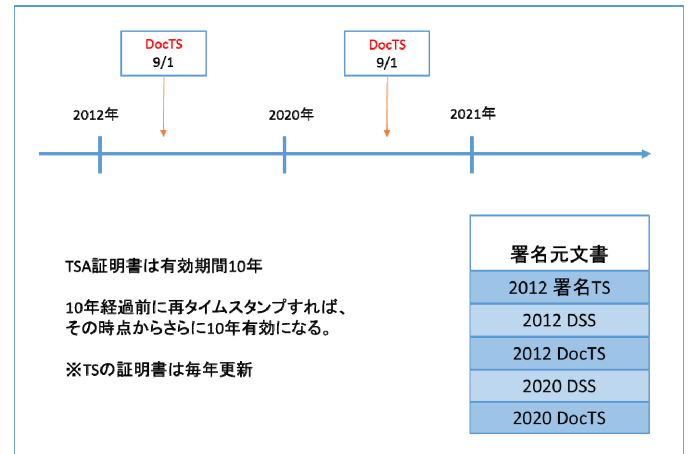 DocTS
9/1
DocTS
9/1
2012年
2020年
2021年
TSA証明書は有効期間10年
10年経過前に再タイムスタンプすれば、
その時点からさらに10年有効になる。
※TSの証明書は毎年更新
署名元文書
2012 署名TS
2012 DSS
2012 DocTS
2020 DSS
2020 DocTS